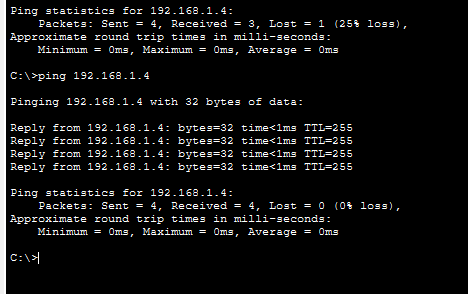 Ping statistics for 192.168.1.4:
    Packets: Sent = 4, Received = 3, Lost = 1 (25% loss),
Approximate round trip times in milli-seconds:
    Minimum = 0ms, Maximum = 0ms, Average = 0ms
C:\>ping 192.168.1.4
Pinging 192.168.1.4 with 32 bytes of data:
Reply from 192.168.1.4: bytes=32 time<1ms TTL=255
Reply from 192.168.1.4: bytes=32 time<1ms TTL=255
Reply from 192.168.1.4: bytes=32 time<1ms TTL=255
Reply from 192.168.1.4: bytes=32 time<1ms TTL=255
Ping statistics for 192.168.1.4:
    Packets: Sent = 4, Received = 4, Lost = 0 (0% loss),
Approximate round trip times in milli-seconds:
    Minimum = 0ms, Maximum = 0ms, Average = 0ms
C:\>